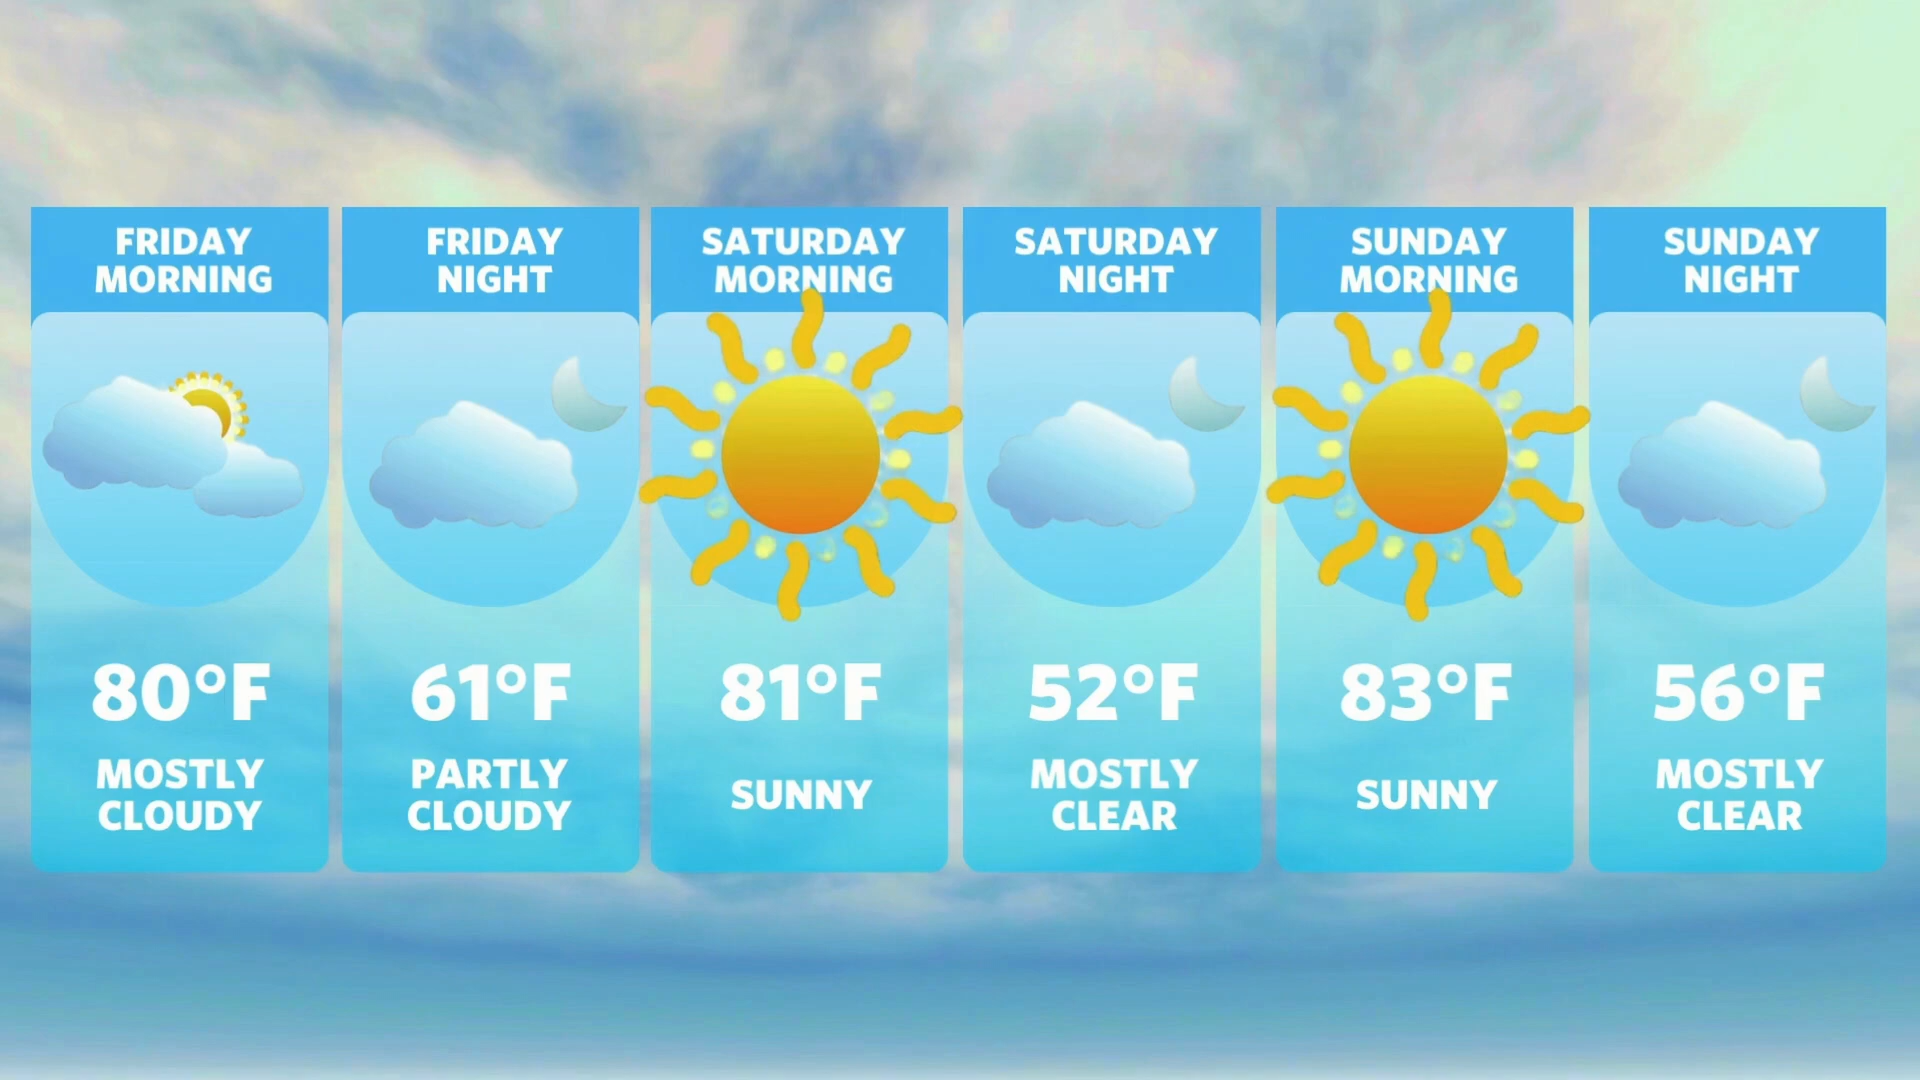 FRIDAY
MORNING
80°F
MOSTLY
CLOUDY
FRIDAY
NIGHT
61°F
PARTLY
CLOUDY
SATURDAY
MORNING
81°F
SUNNY
SATURDAY
NIGHT
52°F
MOSTLY
CLEAR
SUNDAY
MORNING
83°F
SUNNY
SUNDAY
NIGHT
56°F
MOSTLY
CLEAR